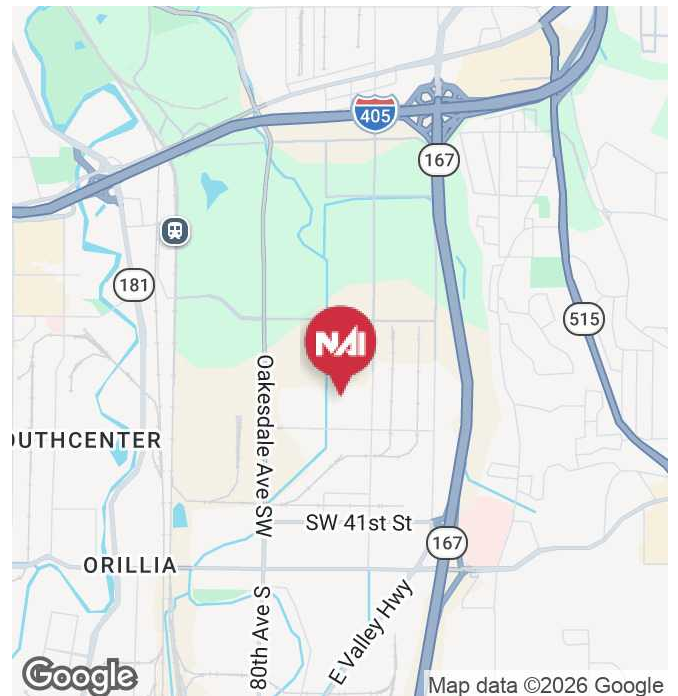 405
167
181
515
NAI
Oakesdale Ave SW
OUTHCENTER
SW 41st St
167
ORILLIA
80th Ave S
E Valley Hwy
Google
Map data ©2026 Google